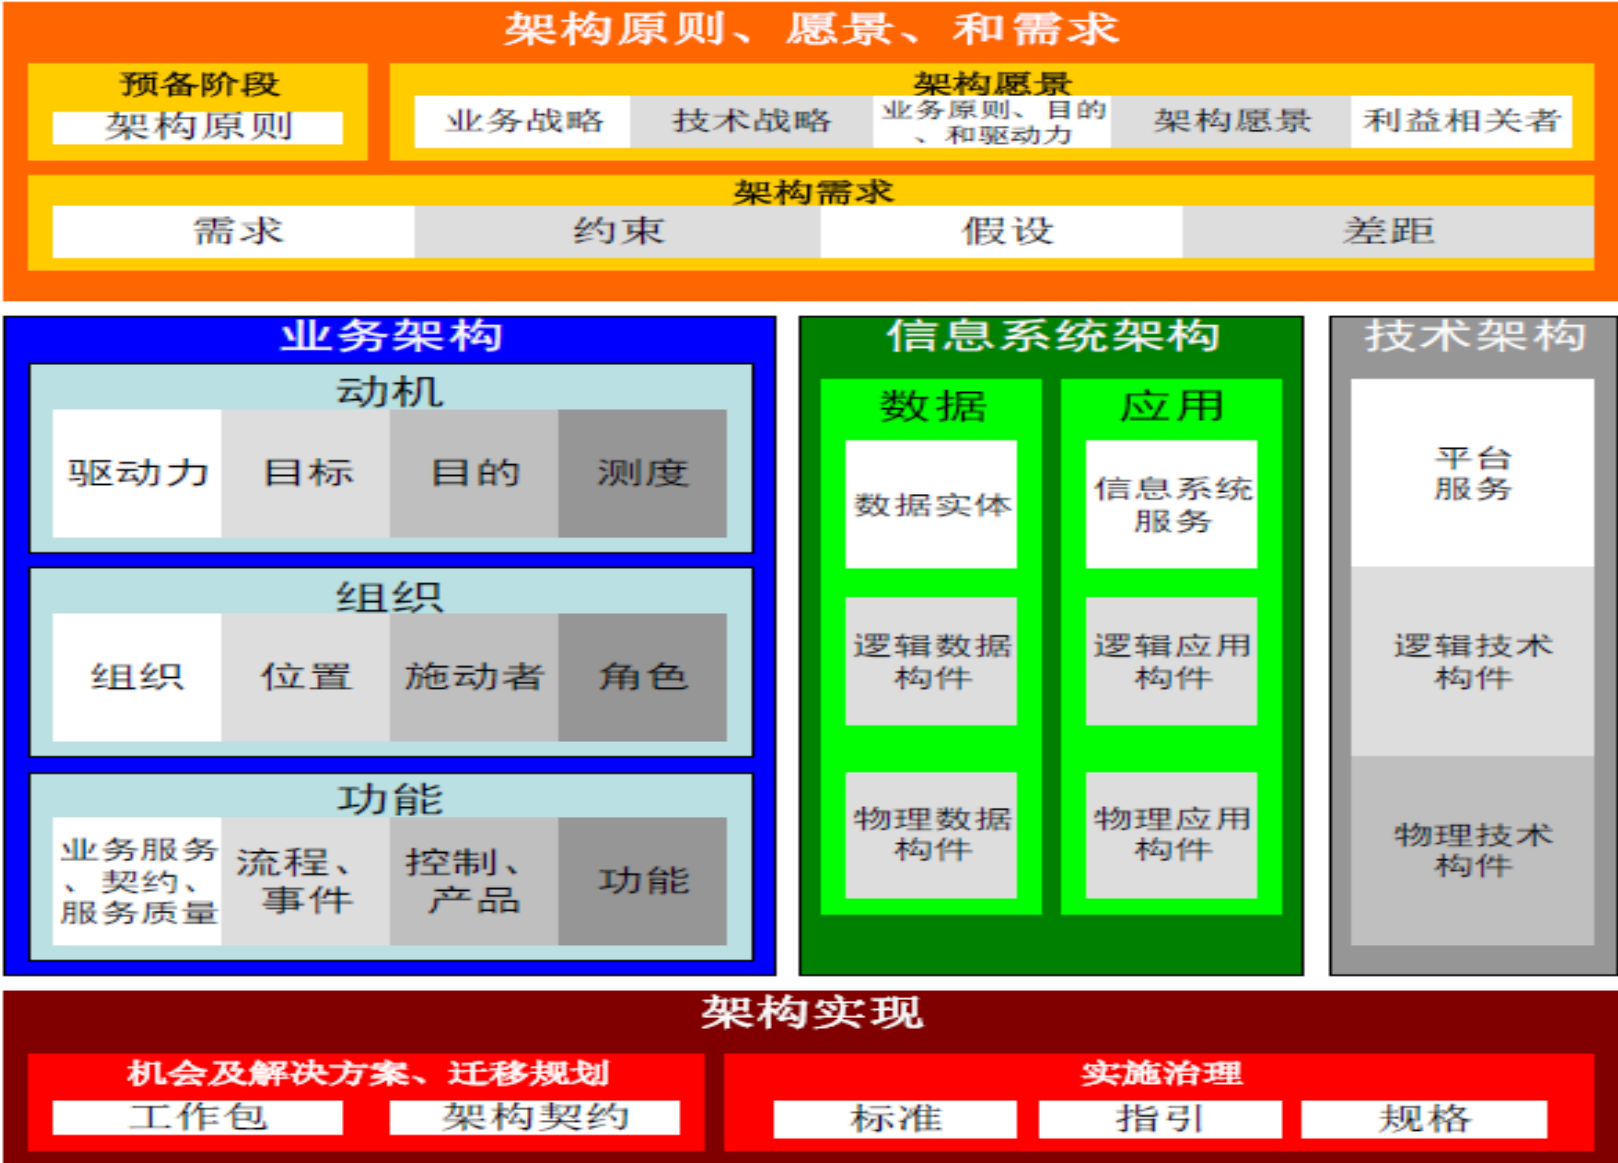 架构原则、愿景、和需求
预备阶段
架构原则
架构愿景
业务战略
技术战略
业务原则、目的
、和驱动力
架构愿景
利益相关者
架构需求
需求
约束
假设
差距
业务架构
动机
驱动力
目标
目的
测度
组织
组织
位置
施动者
角色
功能
业务服务
、契约、
服务质量
流程、
事件
控制、
产品
功能
信息系统架构
数据
数据实体
逻辑数据
构件
物理数据
构件
应用
信息系统
服务
逻辑应用
构件
物理应用
构件
技术架构
平台
服务
逻辑技术
构件
物理技术
构件
架构实现
机会及解决方案、迁移规划
工作包
架构契约
实施治理
标准
指引
规格